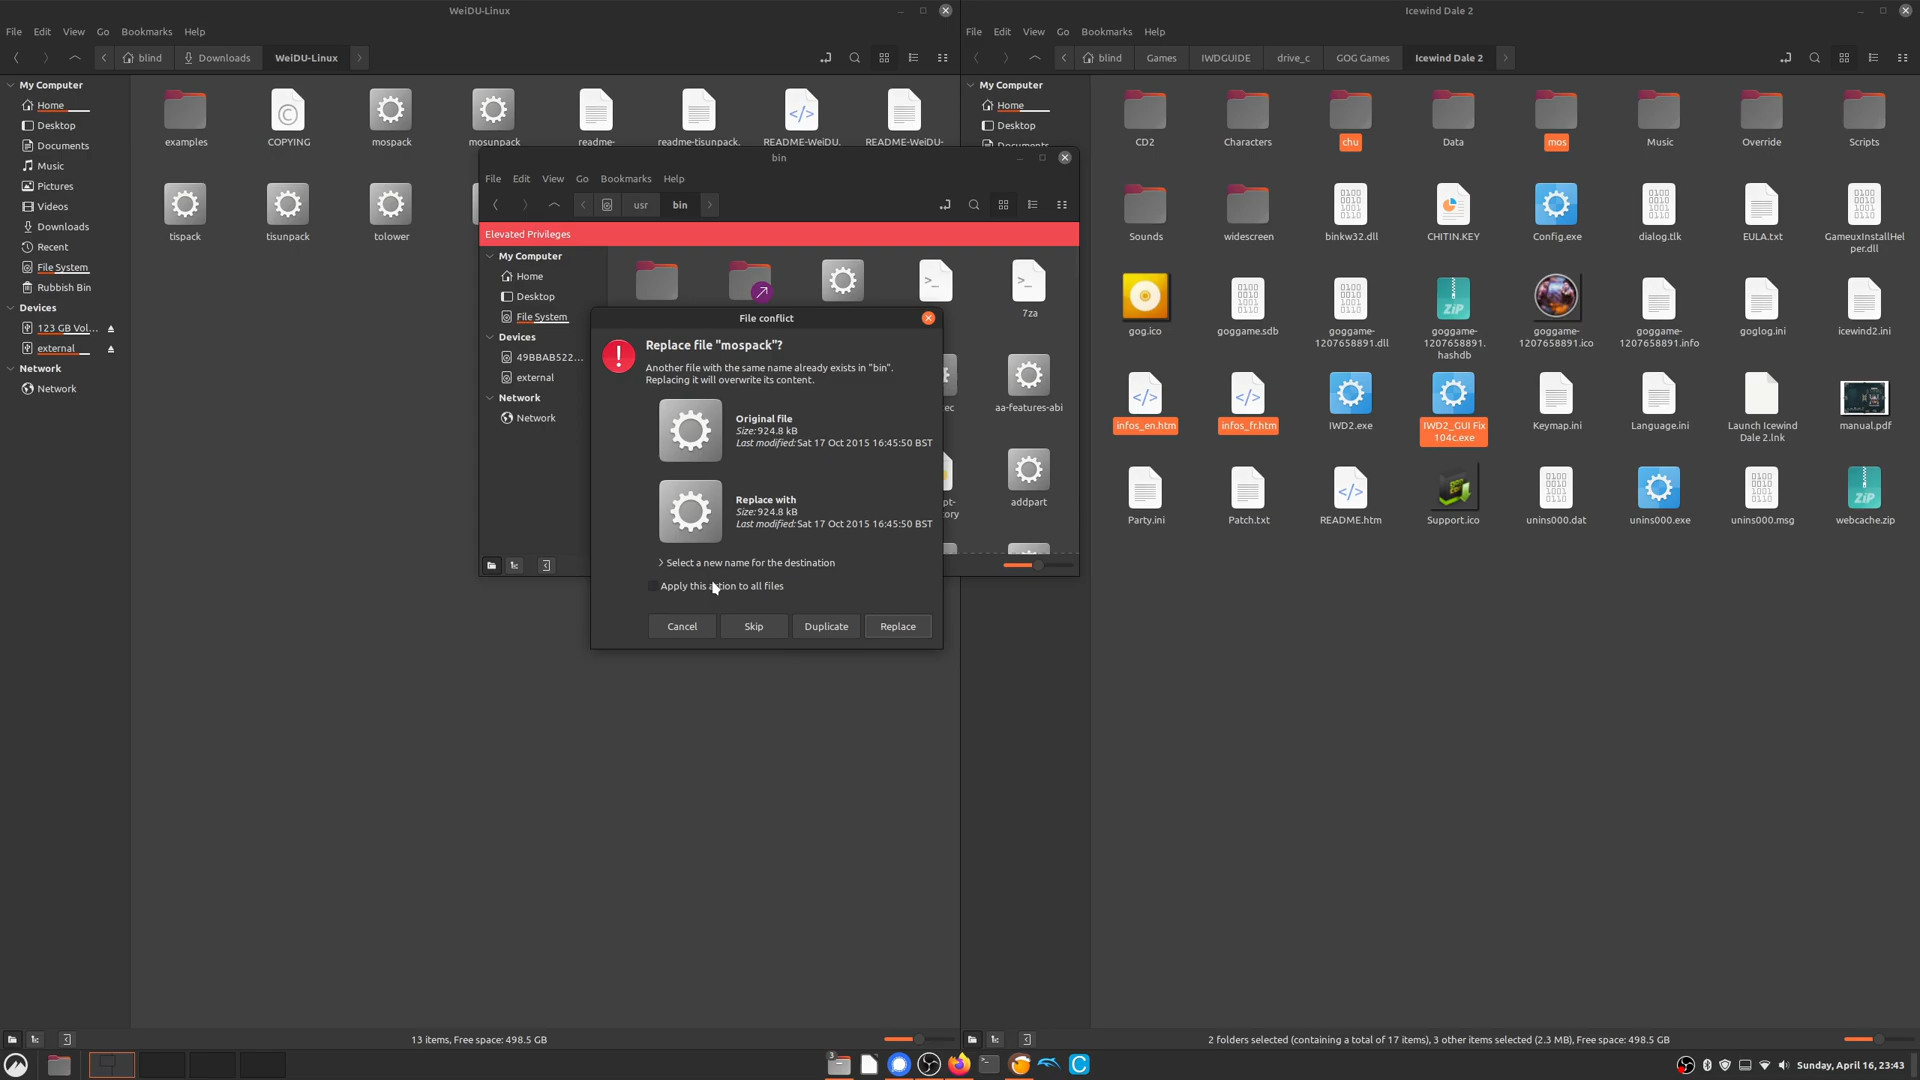 WeiDU-Linux
File Edit View Go Bookmarks Help
blind Downloads WeiDU-Linux
My Computer
Home
Desktop
Documents
Music
Pictures
Videos
Downloads
Recent
File System
Rubbish Bin
Devices
123 GB Vol...
external
Network
Network
examples COPYING mospack mosunpack readme- readme-tisunpack. README-WeiDU. README-WeiDU-
tispack tisunpack tolower
13 items, Free space: 498.5 GB
bin
File Edit View Go Bookmarks Help
usr bin
Elevated Privileges
My Computer
Home
Desktop
File System
Devices
49BBAB522...
external
Network
Network
7za
aa-features-abi
addpart
File conflict
Replace file "mospack"?
Another file with the same name already exists in "bin".
Replacing it will overwrite its content.
Original file
Size: 924.8 kB
Last modified: Sat 17 Oct 2015 16:45:50 BST
Replace with
Size: 924.8 kB
Last modified: Sat 17 Oct 2015 16:45:50 BST
Select a new name for the destination
Apply this action to all files
Cancel Skip Duplicate Replace
Icewind Dale 2
File Edit View Go Bookmarks Help
blind Games IWDGUIDE drive_c GOG Games Icewind Dale 2
My Computer
Home
Desktop
CD2 Characters chu Data mos Music Override Scripts
Sounds widescreen binkw32.dll CHITIN.KEY Config.exe dialog.tlk EULA.txt GameuxInstallHel
per.dll
gog.ico goggame.sdb goggame- goggame- goggame- goggame- goglog.ini icewind2.ini
1207658891.dll 1207658891. 1207658891.ico 1207658891.info
hashdb
infos_en.htm infos_fr.htm IWD2.exe IWD2_GUI Fix Keymap.ini Language.ini Launch Icewind manual.pdf
104c.exe Dale 2.lnk
Party.ini Patch.txt README.htm Support.ico unins000.dat unins000.exe unins000.msg webcache.zip
2 folders selected (containing a total of 17 items), 3 other items selected (2.3 MB), Free space: 498.5 GB
3
Sunday, April 16, 23:43